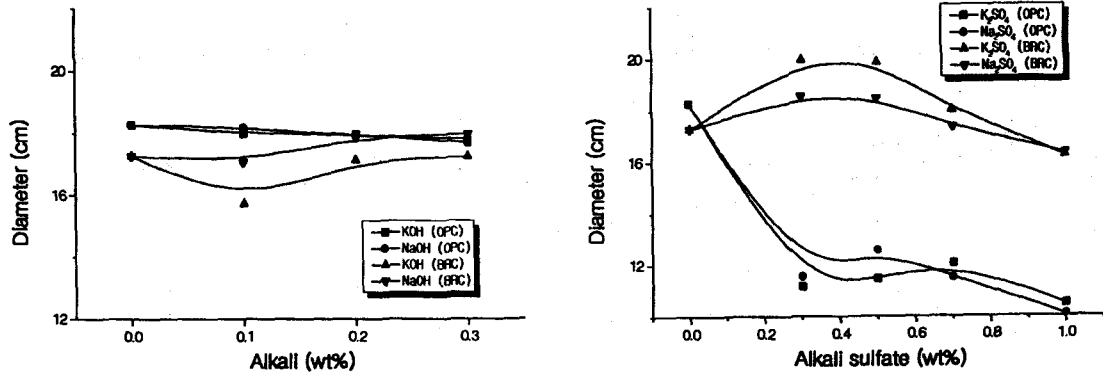 Diameter (cm)
20
16
12
0.0 0.1 0.2 0.3
Alkali (wt%)
KOH (OPC)
NaOH (OPC)
KOH (BRC)
NaOH (BRC)
Diameter (cm)
20
16
12
0.0 0.2 0.4 0.6 0.8 1.0
Alkali sulfate (wt%)
K₂SO₄ (OPC)
Na₂SO₄ (OPC)
K₂SO₄ (BRC)
Na₂SO₄ (BRC)